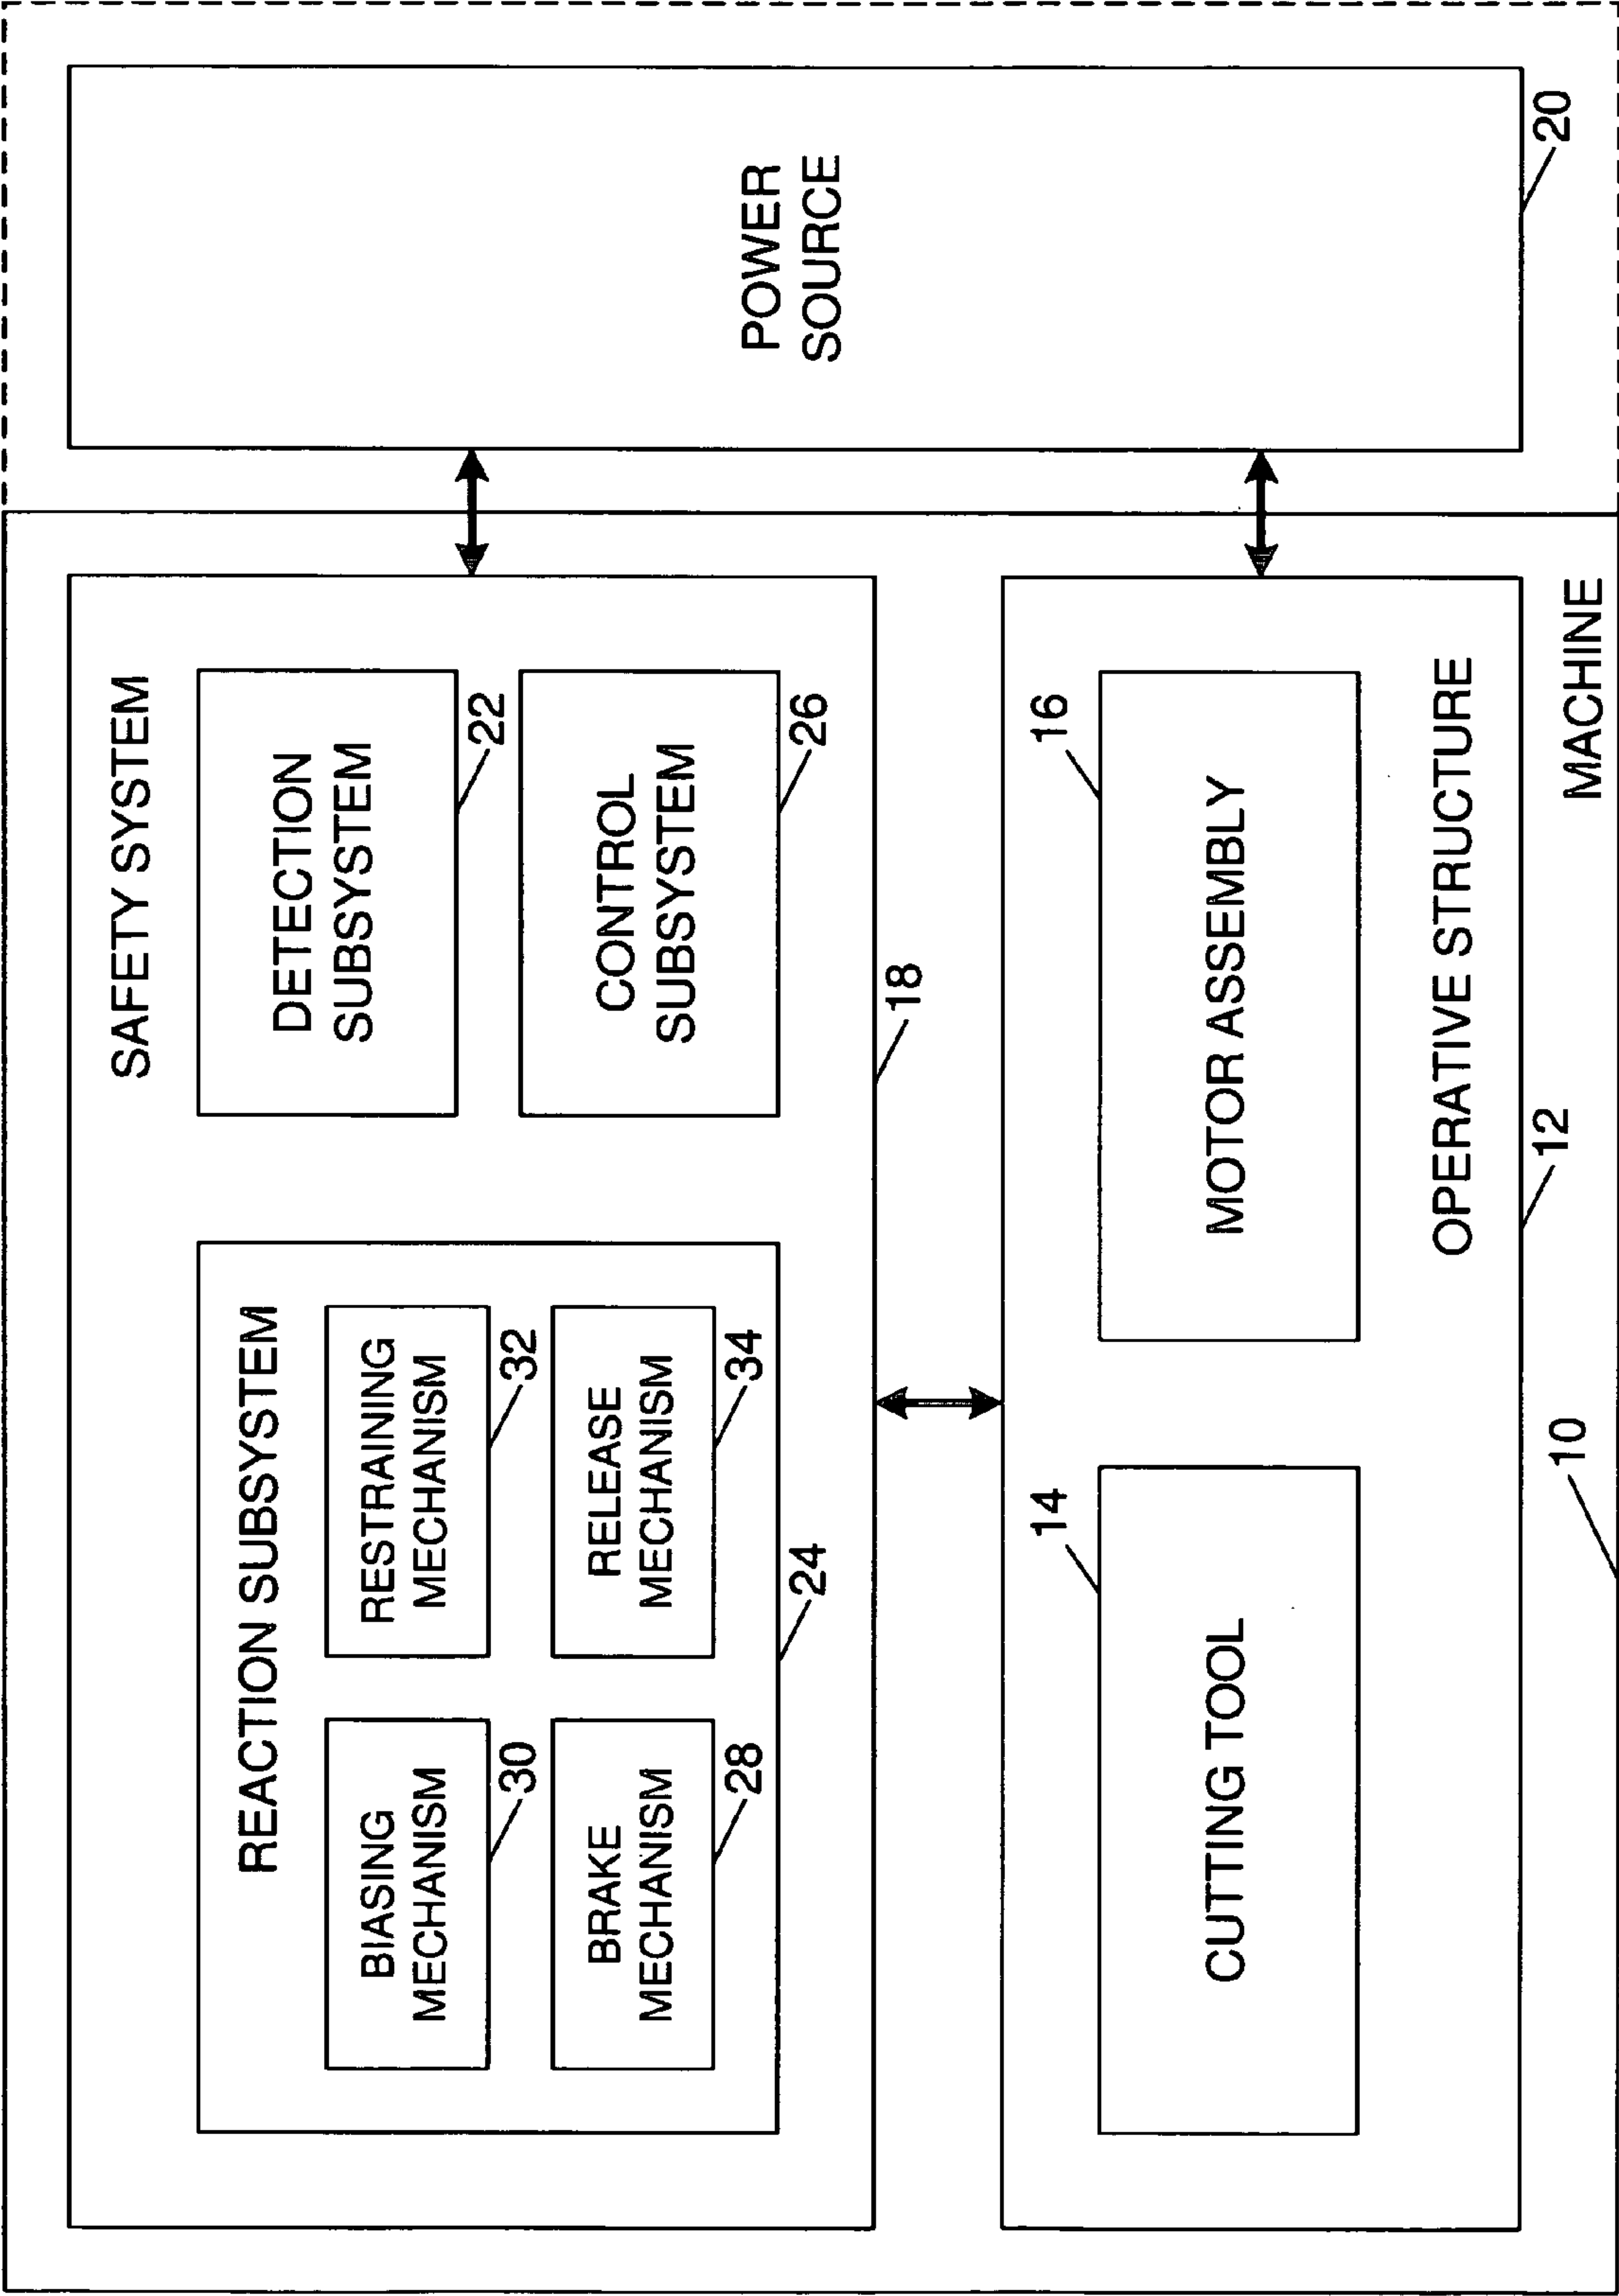 SAFETY SYSTEM
REACTION SUBSYSTEM
BIASING
MECHANISM
30
RESTRAINING
MECHANISM
32
BRAKE
MECHANISM
28
RELEASE
MECHANISM
34
24
DETECTION
SUBSYSTEM
22
CONTROL
SUBSYSTEM
26
18
14
CUTTING TOOL
16
MOTOR ASSEMBLY
OPERATIVE STRUCTURE
12
10
MACHINE
POWER
SOURCE
20